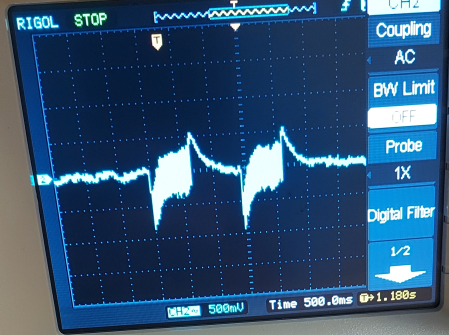 RIGOL STOP
T
T
CH2
Coupling
AC
BW Limit
OFF
Probe
1X
Digital Filter
1/2
CH2 500mV Time 500.0ms T→1.180s